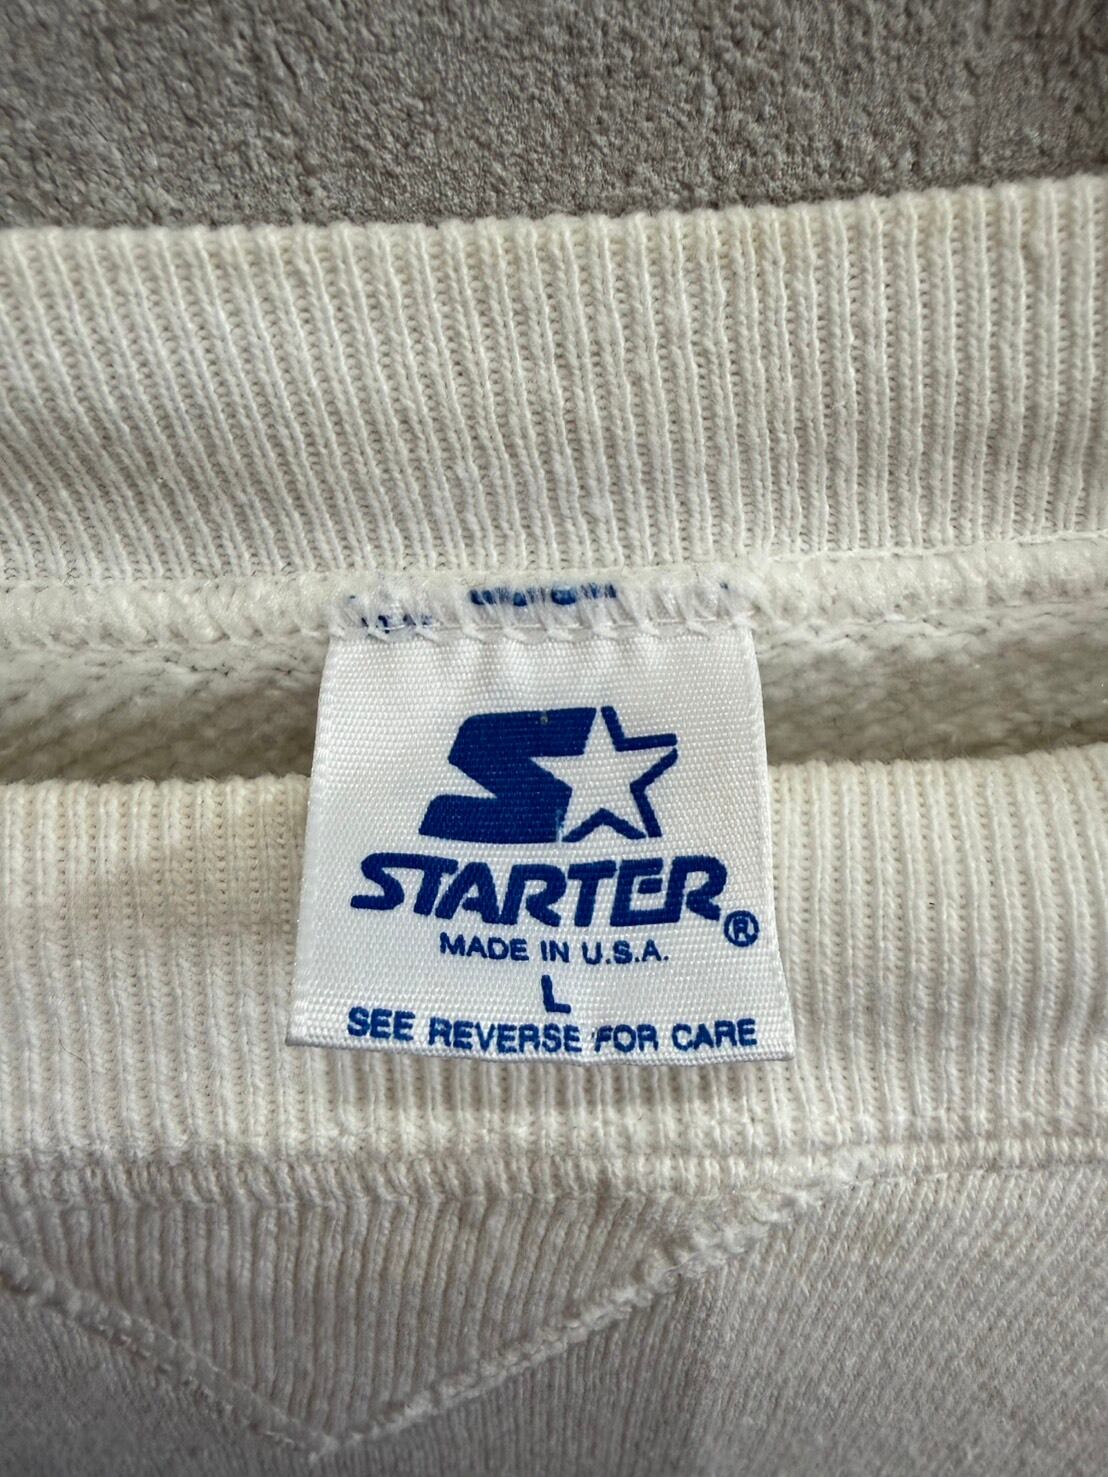 STARTER®
MADE IN U.S.A.
L
SEE REVERSE FOR CARE